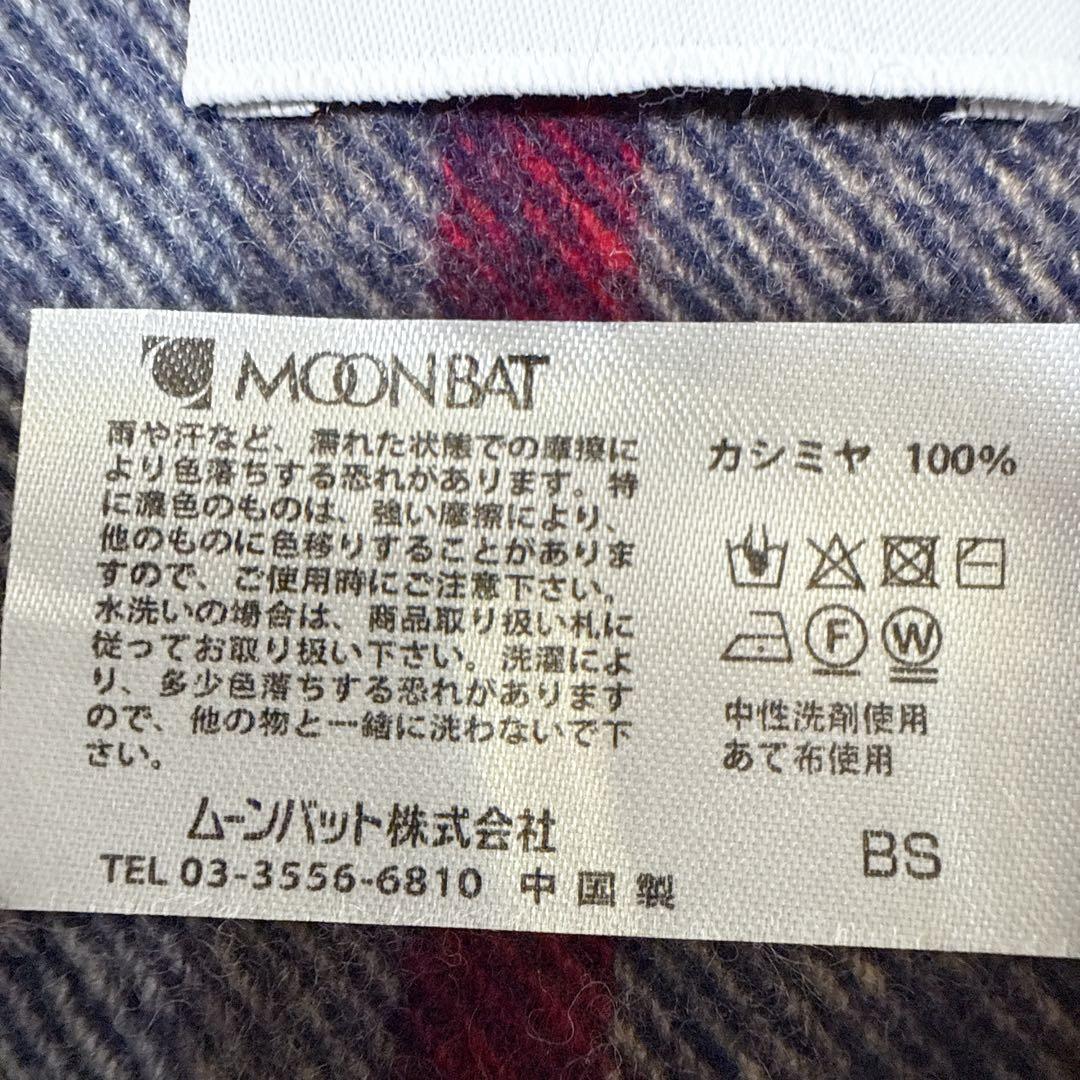 MOONBAT
雨や汗など、濡れた状態での摩擦に
より色落ちする恐れがあります。特
に濃色のものは、強い摩擦により、
他のものに色移りすることがありま
すので、ご使用時にご注意下さい。
水洗いの場合は、商品取り扱い札に
従ってお取り扱い下さい。洗濯によ
り、多少色落ちする恐れがあります
ので、他の物と一緒に洗わないで下
さい。
ムーンバット株式会社
TEL 03-3556-6810 中国製
カシミヤ 100%
F W
中性洗剤使用
あて布使用
BS